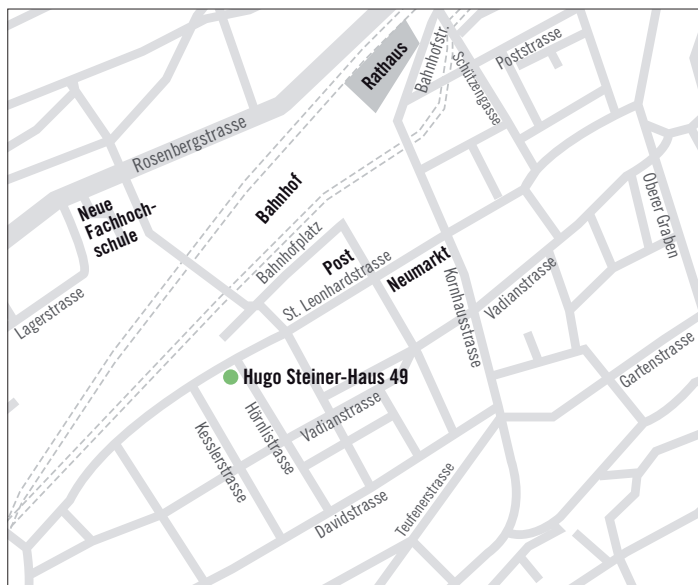 Rathaus
Bahnhofstr.
Poststrasse
Schützengasse
Rosenbergstrasse
Oberer Graben
Neue
Fachhoch-
schule
Bahnhof
Bahnhofplatz
Post
St. Leonhardstrasse
Neumarkt
Kornhausstrasse
Vadianstrasse
Lagerstrasse
Gartenstrasse
Hugo Steiner-Haus 49
Kesslerstrasse
Hörnlistrasse
Vadianstrasse
Davidstrasse
Teufenerstrasse